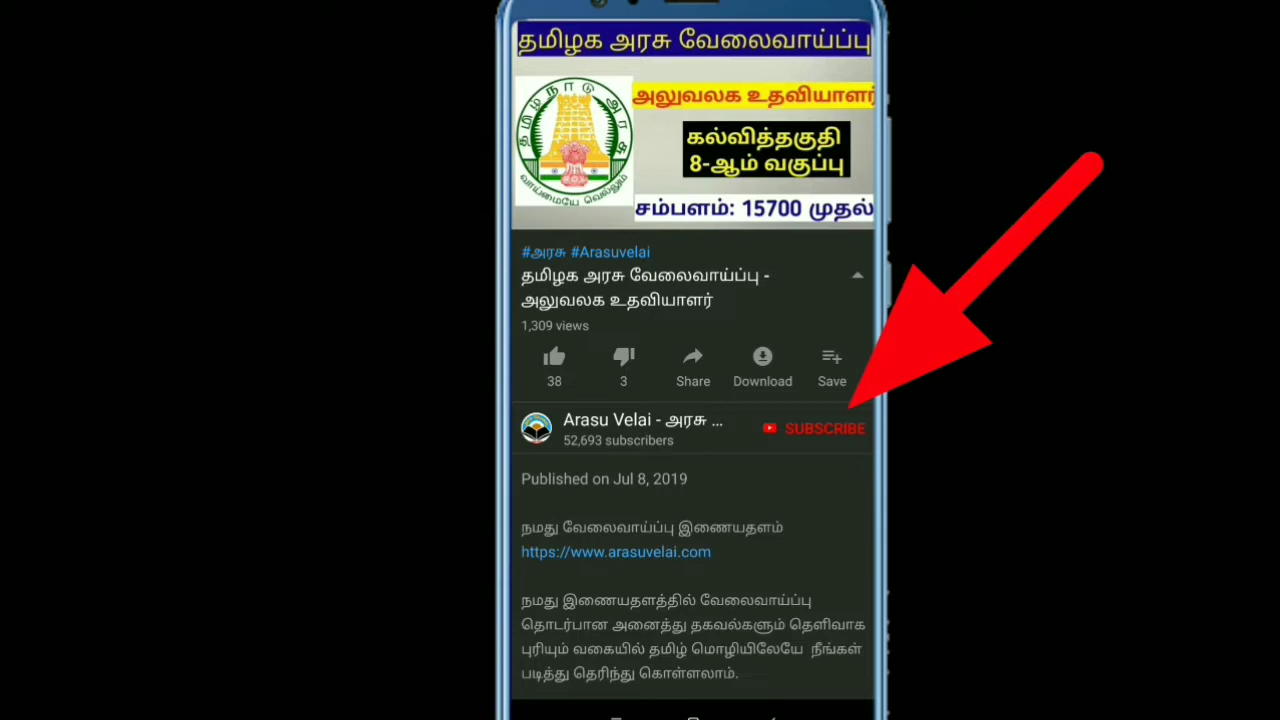 தமிழக அரசு வேலைவாய்ப்பு
தமிழ் நாடு அரசு
வாய்மையே வெல்லும்
அலுவலக உதவியாளர்
கல்வித்தகுதி
8-ஆம் வகுப்பு
சம்பளம்: 15700 முதல்
#அரசு #Arasuvelai
தமிழக அரசு வேலைவாய்ப்பு -
அலுவலக உதவியாளர்
1,309 views
38 3 Share Download Save
Arasu Velai - அரசு ... SUBSCRIBE
52,693 subscribers
Published on Jul 8, 2019
நமது வேலைவாய்ப்பு இணையதளம்
https://www.arasuvelai.com
நமது இணையதளத்தில் வேலைவாய்ப்பு
தொடர்பான அனைத்து தகவல்களும் தெளிவாக
புரியும் வகையில் தமிழ் மொழியிலேயே நீங்கள்
படித்து தெரிந்து கொள்ளலாம்.